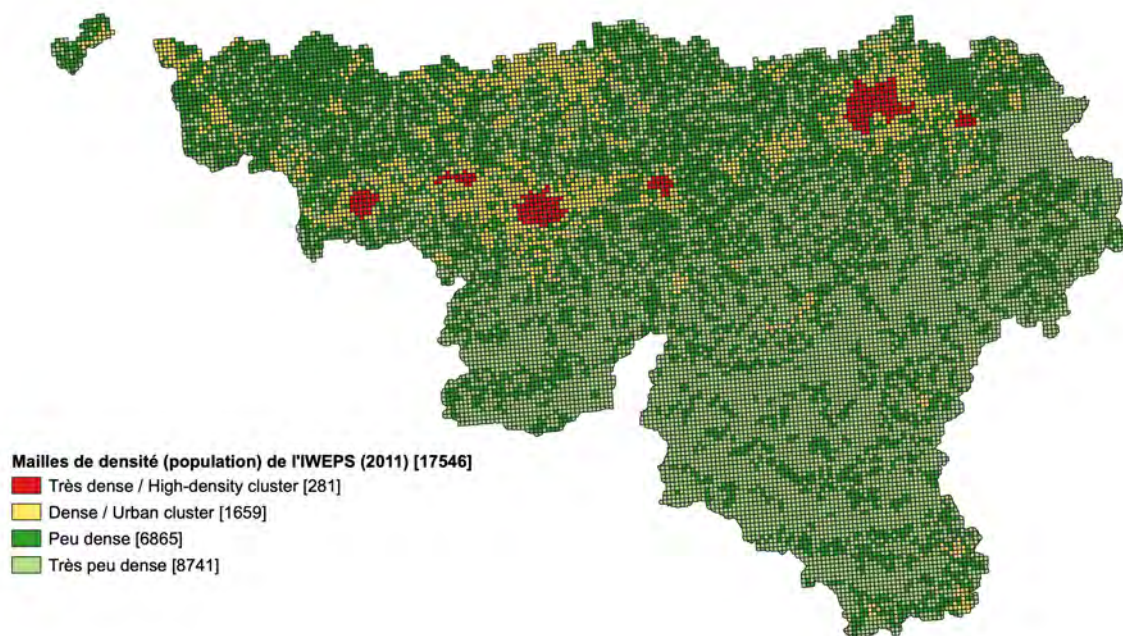 Mailles de densité (population) de l'IWEPS (2011) [17546]
Très dense / High-density cluster [281]
Dense / Urban cluster [1659]
Peu dense [6865]
Très peu dense [8741]